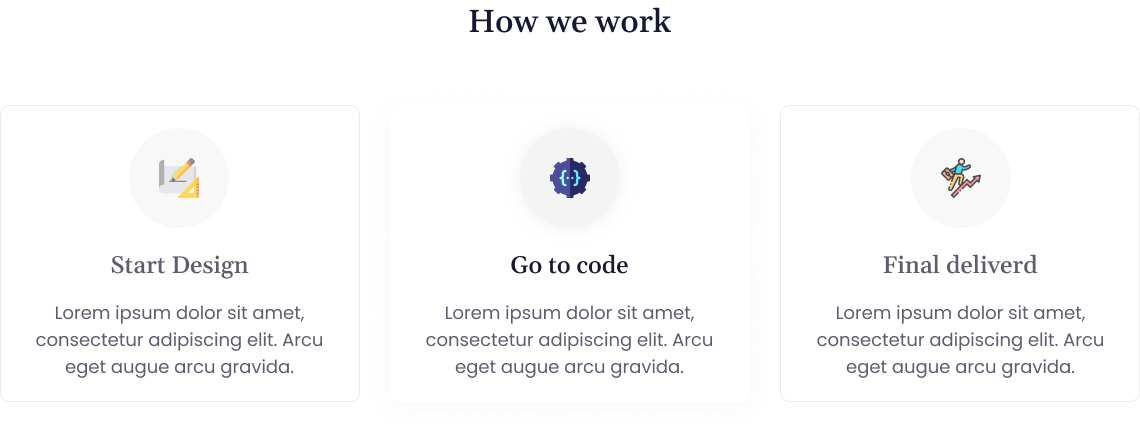 How we work
Start Design
Lorem ipsum dolor sit amet,
consectetur adipiscing elit. Arcu
eget augue arcu gravida.
{··}
Go to code
Lorem ipsum dolor sit amet,
consectetur adipiscing elit. Arcu
eget augue arcu gravida.
Final deliverd
Lorem ipsum dolor sit amet,
consectetur adipiscing elit. Arcu
eget augue arcu gravida.